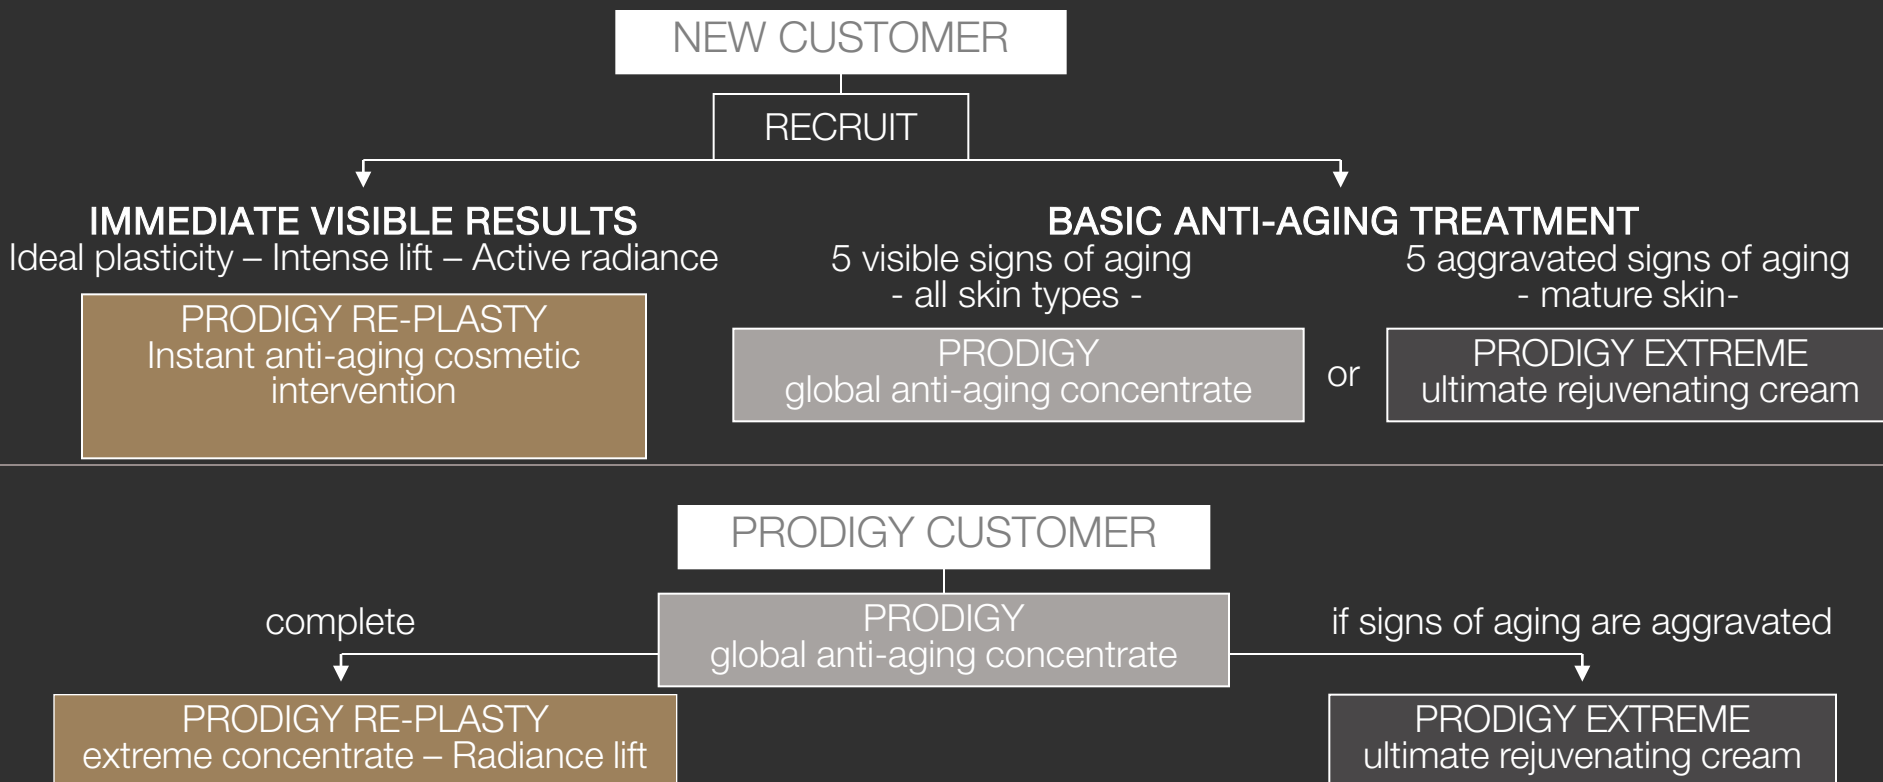 NEW CUSTOMER
RECRUIT
IMMEDIATE VISIBLE RESULTS
Ideal plasticity – Intense lift – Active radiance
PRODIGY RE-PLASTY
Instant anti-aging cosmetic
intervention
BASIC ANTI-AGING TREATMENT
5 visible signs of aging
- all skin types -
PRODIGY
global anti-aging concentrate
or
5 aggravated signs of aging
- mature skin-
PRODIGY EXTREME
ultimate rejuvenating cream
PRODIGY CUSTOMER
PRODIGY
global anti-aging concentrate
complete
PRODIGY RE-PLASTY
extreme concentrate – Radiance lift
if signs of aging are aggravated
PRODIGY EXTREME
ultimate rejuvenating cream